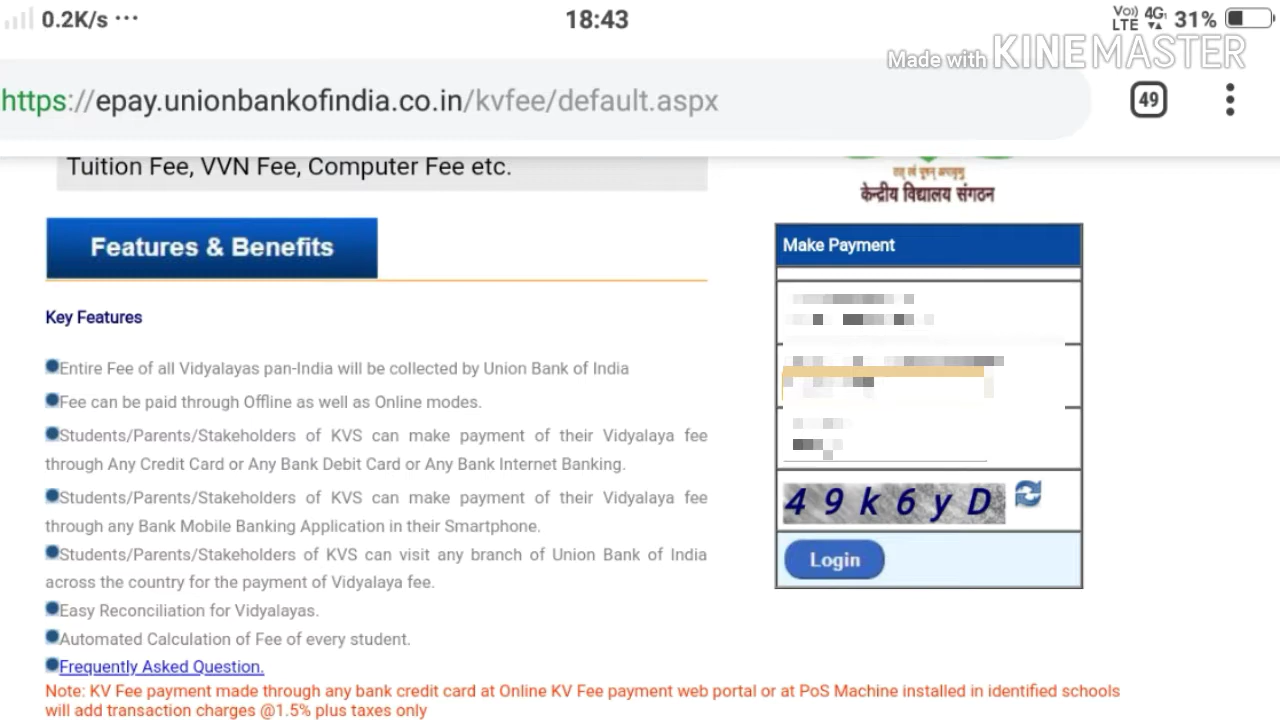 0.2K/s ...
18:43
Vo)) LTE 4G 31%
Made with KINEMASTER
https://epay.unionbankofindia.co.in/kvfee/default.aspx
49
Tuition Fee, VVN Fee, Computer Fee etc.
केन्द्रीय विद्यालय संगठन
Features & Benefits
Key Features
Entire Fee of all Vidyalayas pan-India will be collected by Union Bank of India
Fee can be paid through Offline as well as Online modes.
Students/Parents/Stakeholders of KVS can make payment of their Vidyalaya fee
through Any Credit Card or Any Bank Debit Card or Any Bank Internet Banking.
Students/Parents/Stakeholders of KVS can make payment of their Vidyalaya fee
through any Bank Mobile Banking Application in their Smartphone.
Students/Parents/Stakeholders of KVS can visit any branch of Union Bank of India
across the country for the payment of Vidyalaya fee.
Easy Reconciliation for Vidyalayas.
Automated Calculation of Fee of every student.
Frequently Asked Question.
Make Payment
49k6yD
Login
Note: KV Fee payment made through any bank credit card at Online KV Fee payment web portal or at PoS Machine installed in identified schools
will add transaction charges @1.5% plus taxes only